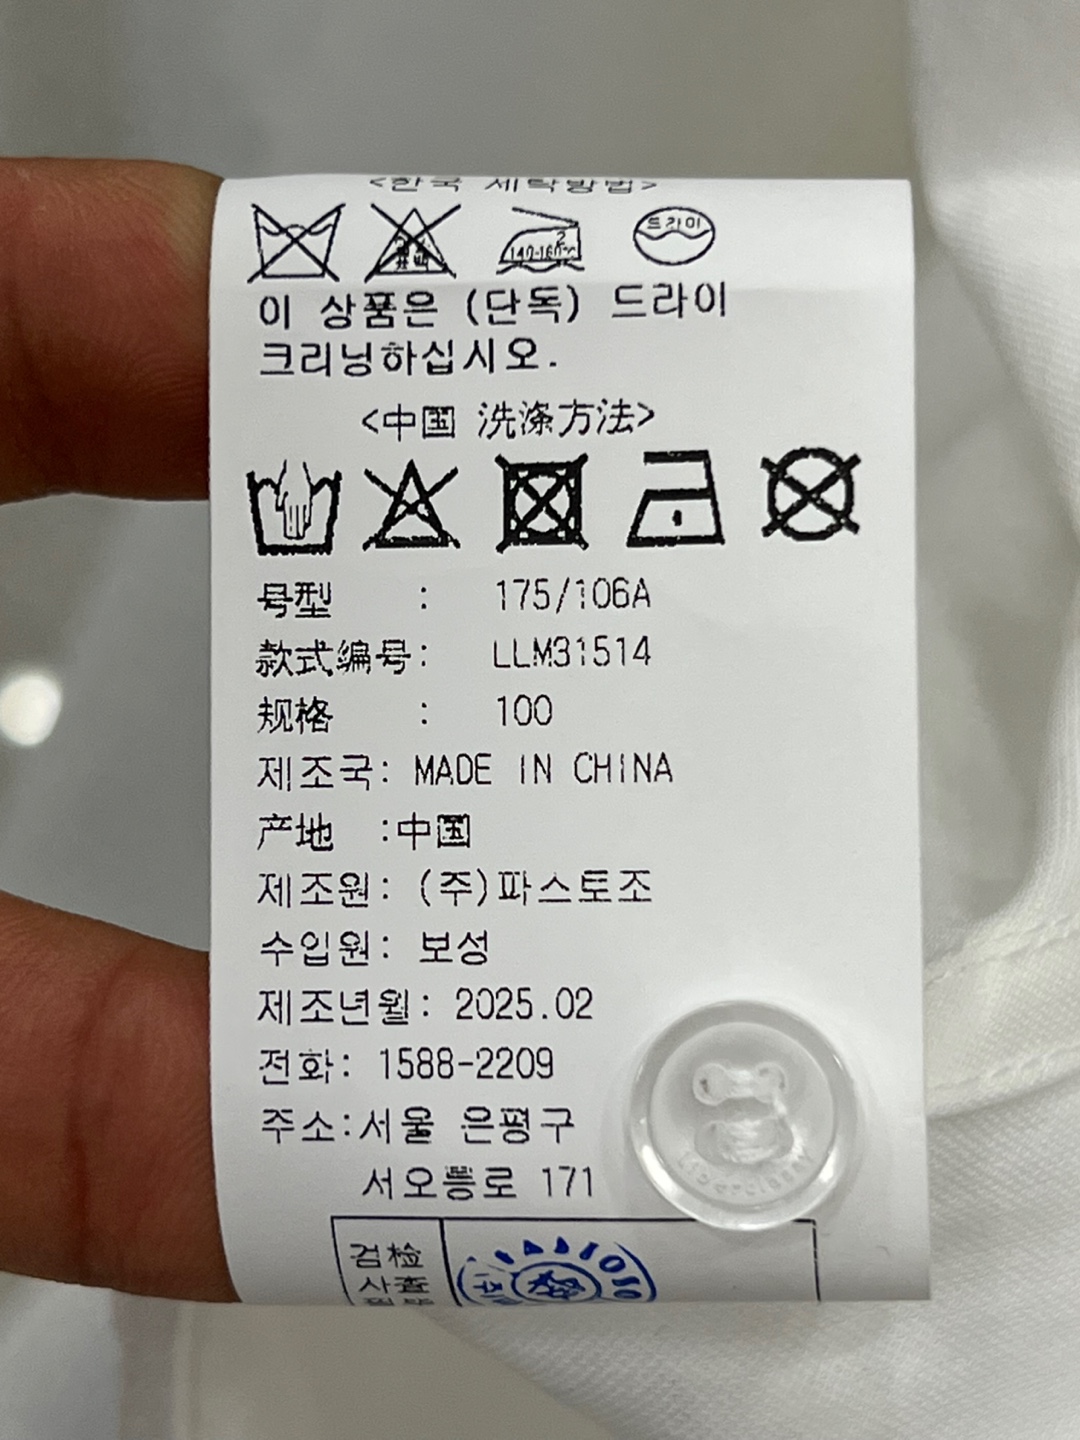 <한국 세탁방법>
드라이
140-160℃
이 상품은 (단독) 드라이
크리닝하십시오.
<中国 洗涤方法>
号型 : 175/106A
款式编号: LLM31514
规格 : 100
제조국: MADE IN CHINA
产地 :中国
제조원: (주)파스토조
수입원: 보성
제조년월: 2025.02
전화: 1588-2209
주소:서울 은평구
서오릉로 171
검検
사査